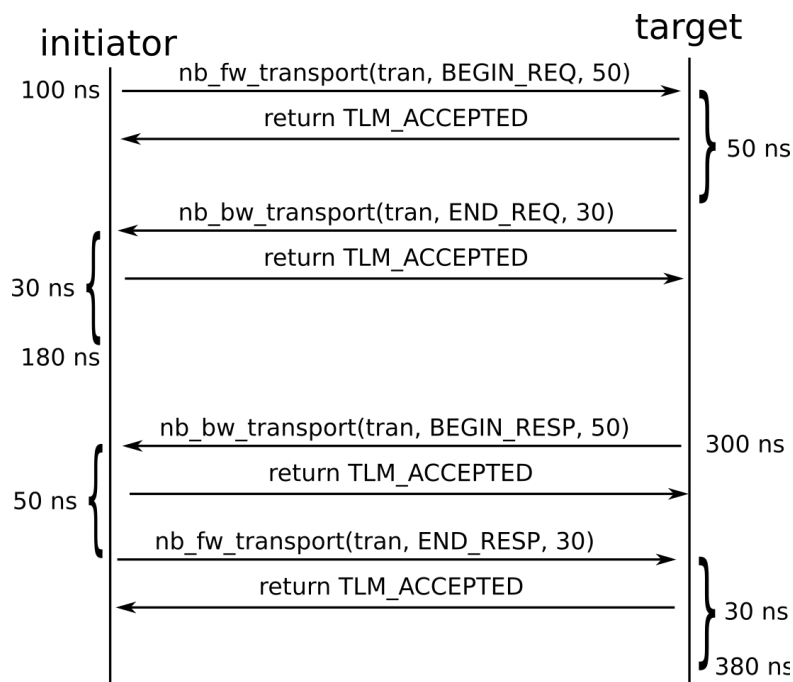 initiator
target
nb_fw_transport(tran, BEGIN_REQ, 50)
100 ns
return TLM_ACCEPTED
50 ns
nb_bw_transport(tran, END_REQ, 30)
return TLM_ACCEPTED
30 ns
180 ns
nb_bw_transport(tran, BEGIN_RESP, 50)
300 ns
return TLM_ACCEPTED
50 ns
nb_fw_transport(tran, END_RESP, 30)
return TLM_ACCEPTED
30 ns
380 ns